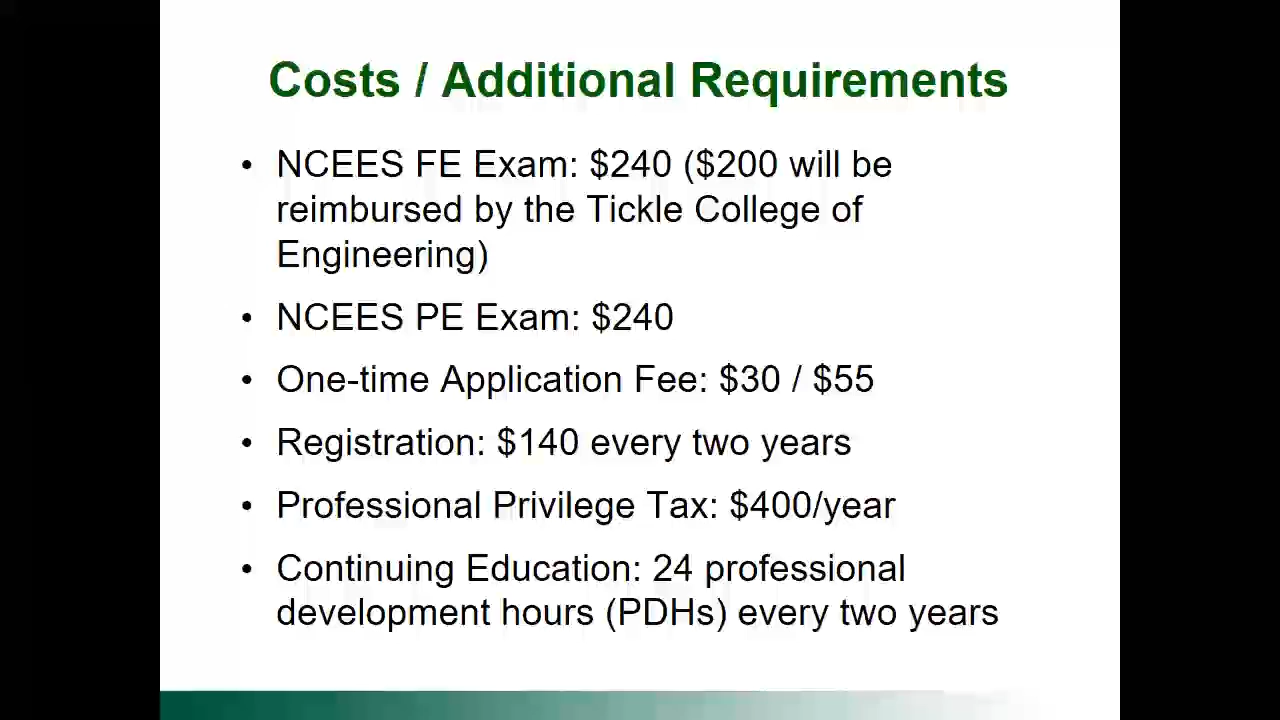 Costs / Additional Requirements
• NCEES FE Exam: $240 ($200 will be
reimbursed by the Tickle College of
Engineering)
• NCEES PE Exam: $240
• One-time Application Fee: $30 / $55
• Registration: $140 every two years
• Professional Privilege Tax: $400/year
• Continuing Education: 24 professional
development hours (PDHs) every two years